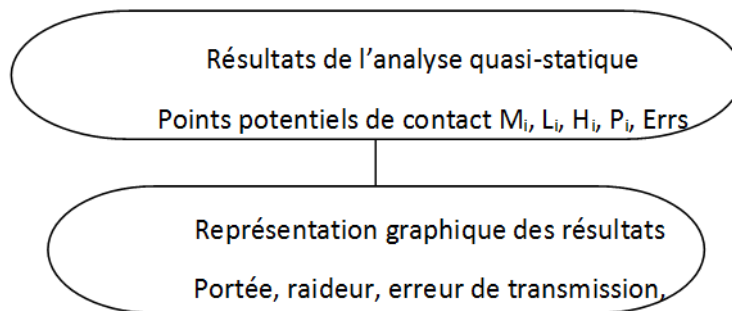 Résultats de l’analyse quasi-statique
Points potentiels de contact Mᵢ, Lᵢ, Hᵢ, Pᵢ, Errs
Représentation graphique des résultats
Portée, raideur, erreur de transmission,